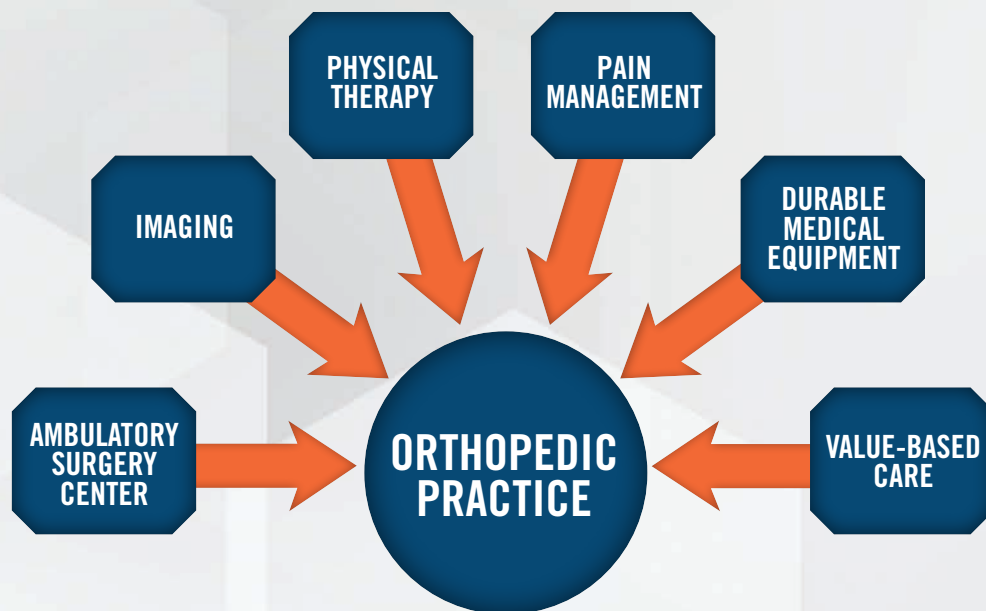 PHYSICAL
THERAPY
PAIN
MANAGEMENT
IMAGING
DURABLE
MEDICAL
EQUIPMENT
AMBULATORY
SURGERY
CENTER
ORTHOPEDIC
PRACTICE
VALUE-BASED
CARE